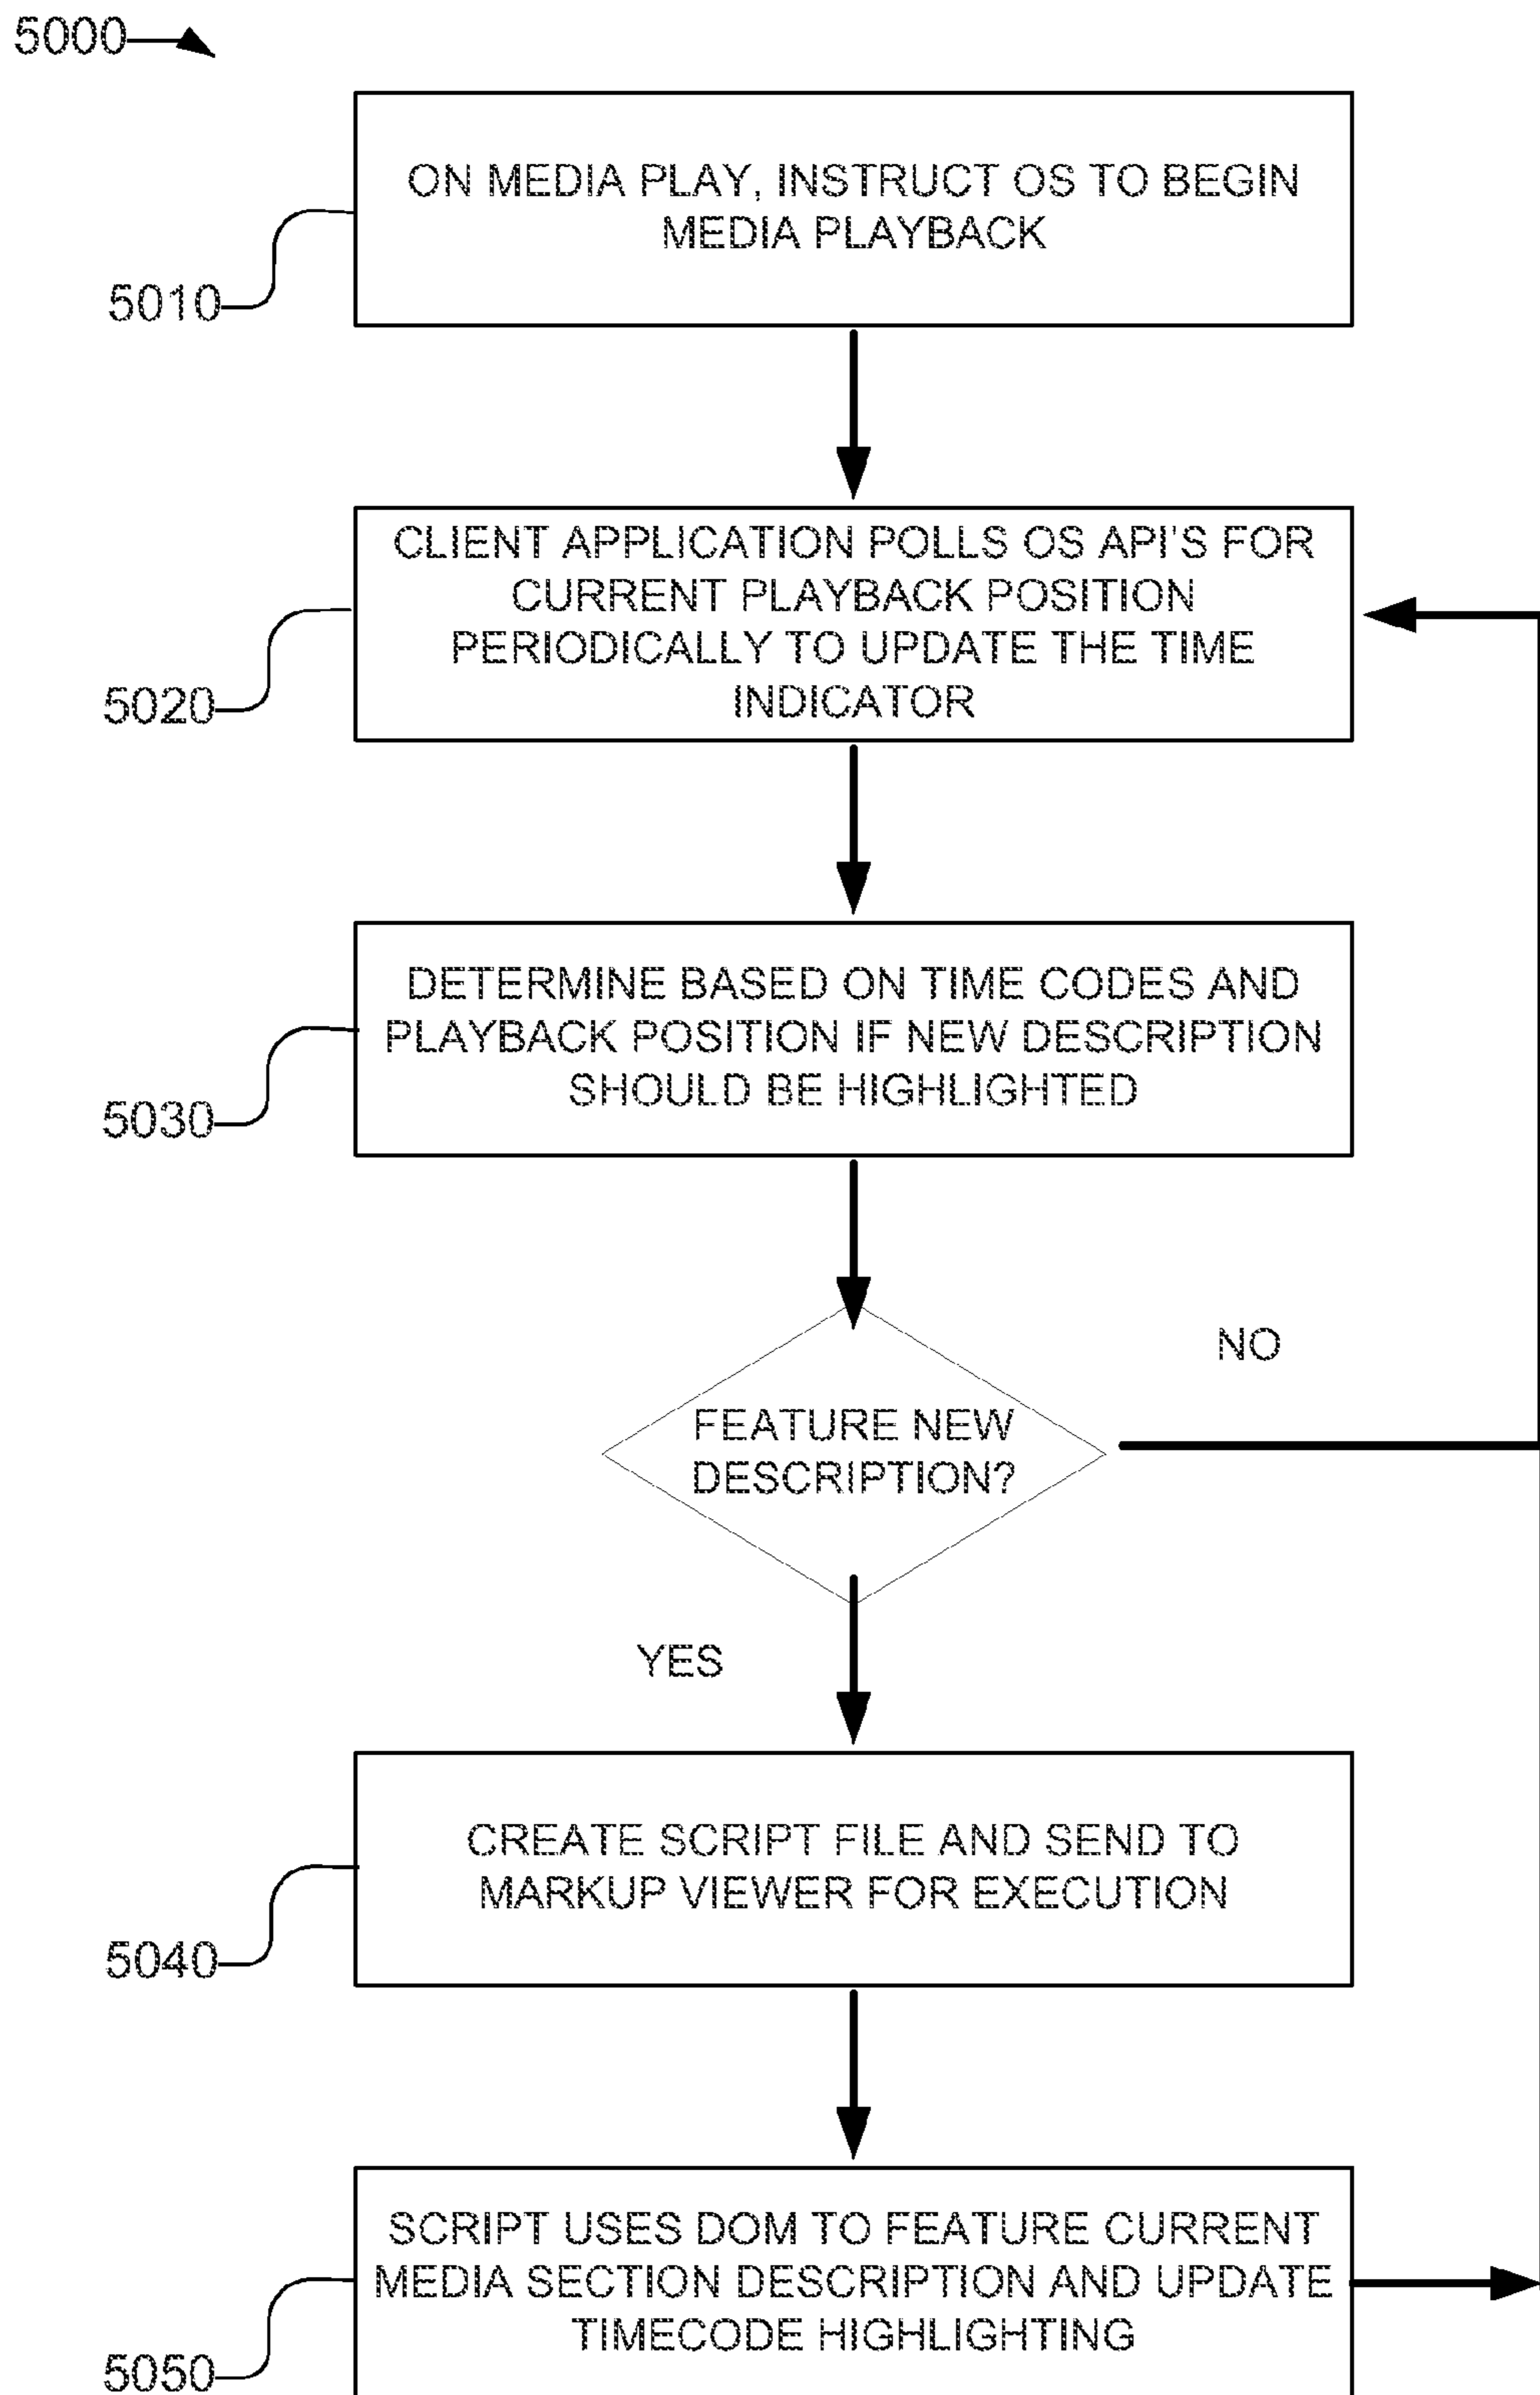 5000
ON MEDIA PLAY, INSTRUCT OS TO BEGIN
MEDIA PLAYBACK
5010
CLIENT APPLICATION POLLS OS API'S FOR
CURRENT PLAYBACK POSITION
PERIODICALLY TO UPDATE THE TIME
INDICATOR
5020
DETERMINE BASED ON TIME CODES AND
PLAYBACK POSITION IF NEW DESCRIPTION
SHOULD BE HIGHLIGHTED
5030
NO
FEATURE NEW
DESCRIPTION?
YES
CREATE SCRIPT FILE AND SEND TO
MARKUP VIEWER FOR EXECUTION
5040
SCRIPT USES DOM TO FEATURE CURRENT
MEDIA SECTION DESCRIPTION AND UPDATE
TIMECODE HIGHLIGHTING
5050